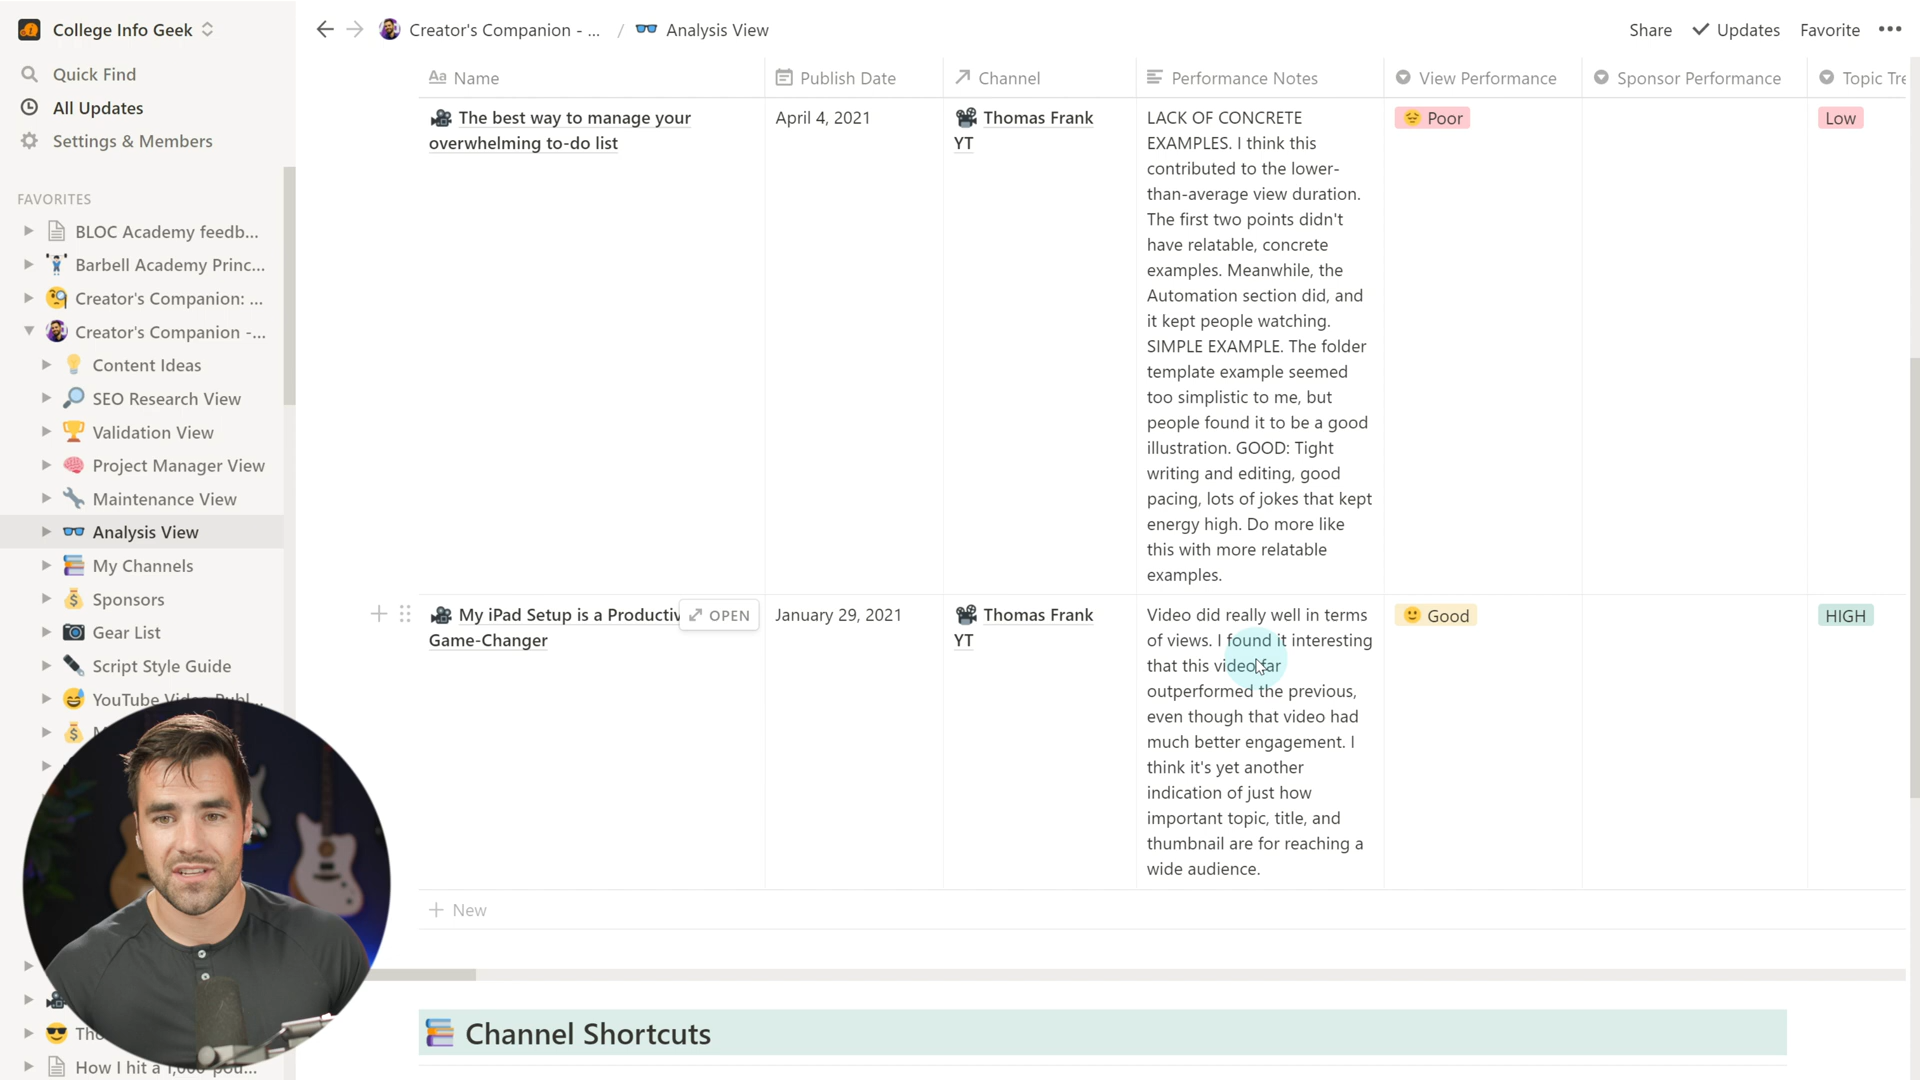 College Info Geek
Quick Find
All Updates
Settings & Members
FAVORITES
BLOC Academy feedb...
Barbell Academy Princ...
Creator's Companion: ...
Creator's Companion -...
Content Ideas
SEO Research View
Validation View
Project Manager View
Maintenance View
Analysis View
My Channels
Sponsors
Gear List
Script Style Guide
YouTube Video
How I hit a 1,000
Creator's Companion - ... / Analysis View
Share Updates Favorite •••
Aa Name Publish Date Channel Performance Notes View Performance Sponsor Performance Topic Tre
The best way to manage your
overwhelming to-do list
April 4, 2021
Thomas Frank
YT
LACK OF CONCRETE
EXAMPLES. I think this
contributed to the lower-
than-average view duration.
The first two points didn't
have relatable, concrete
examples. Meanwhile, the
Automation section did, and
it kept people watching.
SIMPLE EXAMPLE. The folder
template example seemed
too simplistic to me, but
people found it to be a good
illustration. GOOD: Tight
writing and editing, good
pacing, lots of jokes that kept
energy high. Do more like
this with more relatable
examples.
Poor
Low
My iPad Setup is a Productiv
Game-Changer
OPEN
January 29, 2021
Thomas Frank
YT
Video did really well in terms
of views. I found it interesting
that this video far
outperformed the previous,
even though that video had
much better engagement. I
think it's yet another
indication of just how
important topic, title, and
thumbnail are for reaching a
wide audience.
Good
HIGH
+ New
Channel Shortcuts